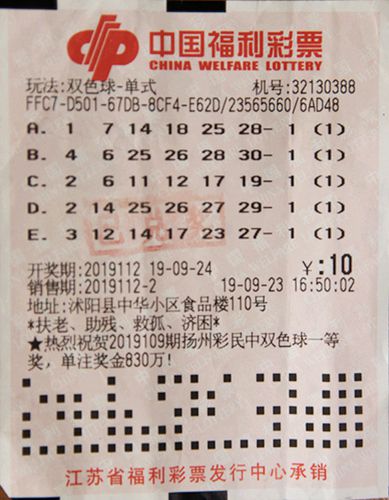 中国福利彩票
CHINA WELFARE LOTTERY
玩法:双色球-单式 机号:32130388
FFC7-D501-67DB-8CF4-E62D/23565660/6AD48
A. 1 7 14 18 25 28- 1 (1)
B. 4 6 25 26 28 30- 1 (1)
C. 2 6 11 12 17 19- 1 (1)
D. 2 14 25 26 27 29- 1 (1)
E. 3 12 14 17 23 27- 1 (1)
已兑奖
开奖期:2019112 19-09-24 ¥:10
销售期:2019112-2 19-09-23 16:50:02
地址:沭阳县中华小区食品楼110号
*扶老、助残、救孤、济困*
★热烈祝贺2019109期扬州彩民中双色球一等
奖,单注奖金830万!
江苏省福利彩票发行中心承销